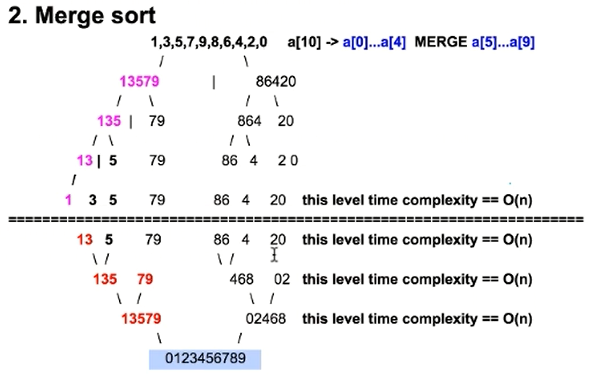 2. Merge sort
1,3,5,7,9,8,6,4,2,0 a[10] -> a[0]...a[4] MERGE a[5]...a[9]
/ \
13579 | 86420
/ \ / \
135 | 79 864 20
/ \ / \
13 | 5 79 86 4 2 0
/
1 3 5 79 86 4 20 this level time complexity == O(n)
==================================================================
13 5 79 86 4 20 this level time complexity == O(n)
\ / \ /
135 79 468 02 this level time complexity == O(n)
\ / \ /
13579 02468 this level time complexity == O(n)
\ /
0123456789